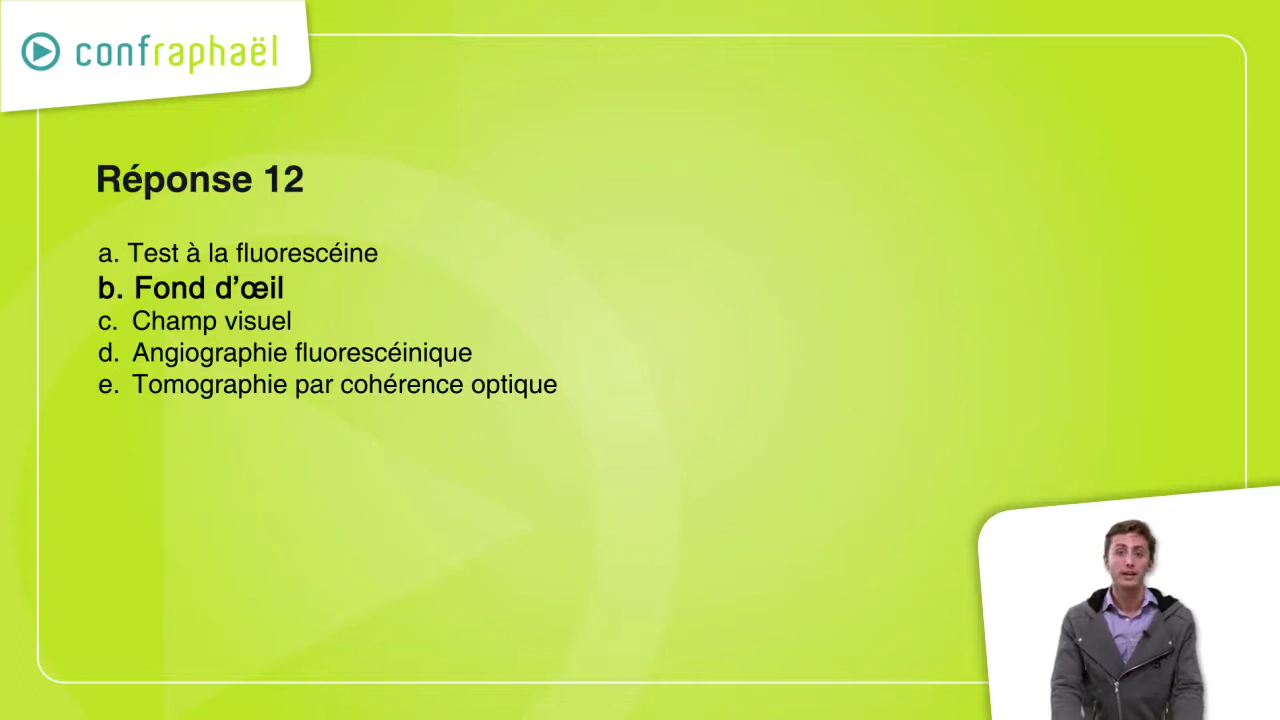 confraphaël
Réponse 12
a. Test à la fluorescéine
b. Fond d’œil
c. Champ visuel
d. Angiographie fluorescéinique
e. Tomographie par cohérence optique